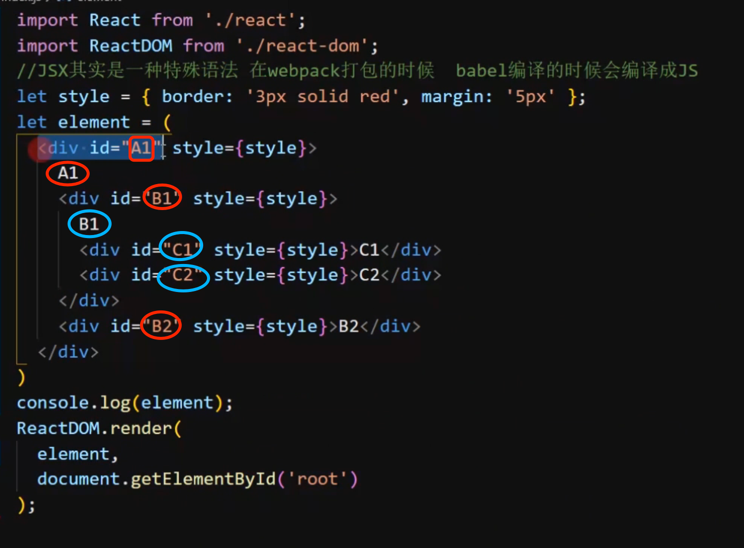 import React from './react';
import ReactDOM from './react-dom';
//JSX其实是一种特殊语法 在webpack打包的时候  babel编译的时候会编译成JS
let style = { border: '3px solid red', margin: '5px' };
let element = (
  <div id="A1" style={style}>
    A1
    <div id="B1" style={style}>
      B1
      <div id="C1" style={style}>C1</div>
      <div id="C2" style={style}>C2</div>
    </div>
    <div id="B2" style={style}>B2</div>
  </div>
)
console.log(element);
ReactDOM.render(
  element,
  document.getElementById('root')
);